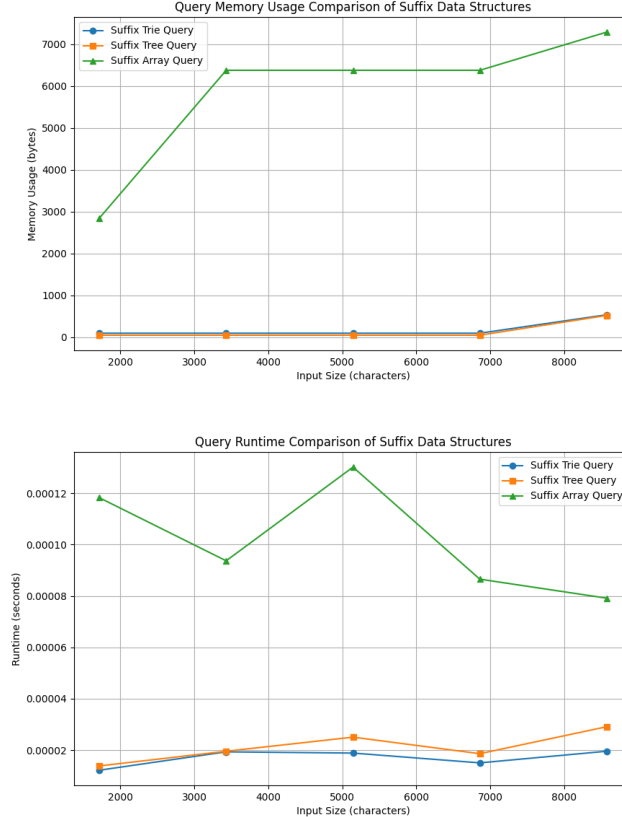 Query Memory Usage Comparison of Suffix Data Structures
Suffix Trie Query
Suffix Tree Query
Suffix Array Query
7000
6000
5000
4000
3000
2000
1000
0
Memory Usage (bytes)
2000 3000 4000 5000 6000 7000 8000
Input Size (characters)
Query Runtime Comparison of Suffix Data Structures
Suffix Trie Query
Suffix Tree Query
Suffix Array Query
0.00012
0.00010
0.00008
0.00006
0.00004
0.00002
Runtime (seconds)
2000 3000 4000 5000 6000 7000 8000
Input Size (characters)